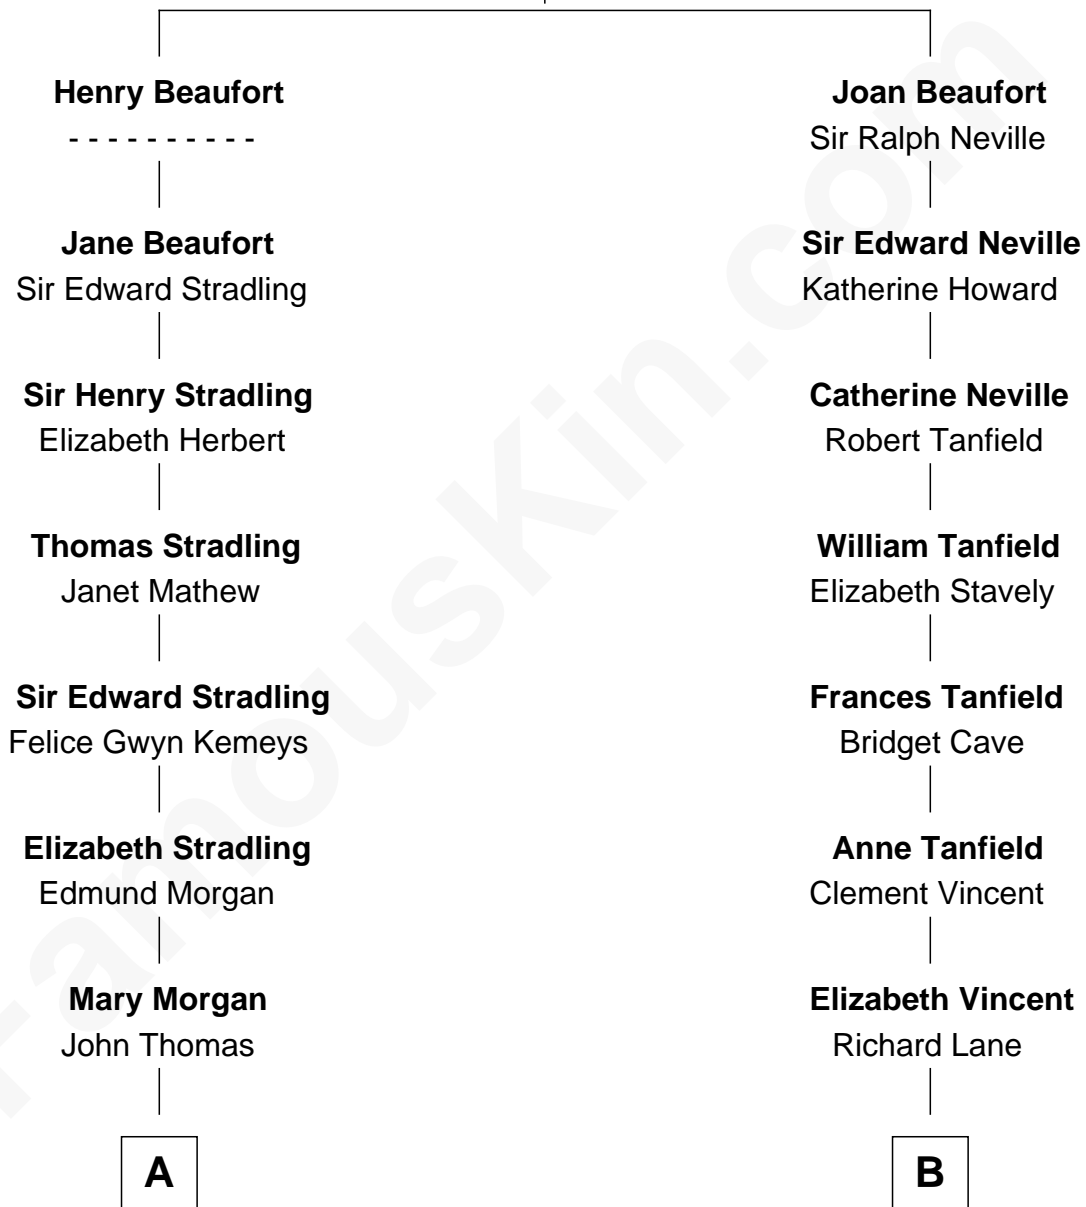 Henry Beaufort
- - - - - - - - - -
Jane Beaufort
Sir Edward Stradling
Sir Henry Stradling
Elizabeth Herbert
Thomas Stradling
Janet Mathew
Sir Edward Stradling
Felice Gwyn Kemeys
Elizabeth Stradling
Edmund Morgan
Mary Morgan
John Thomas
A
Joan Beaufort
Sir Ralph Neville
Sir Edward Neville
Katherine Howard
Catherine Neville
Robert Tanfield
William Tanfield
Elizabeth Stavely
Frances Tanfield
Bridget Cave
Anne Tanfield
Clement Vincent
Elizabeth Vincent
Richard Lane
B
FamousKin.com